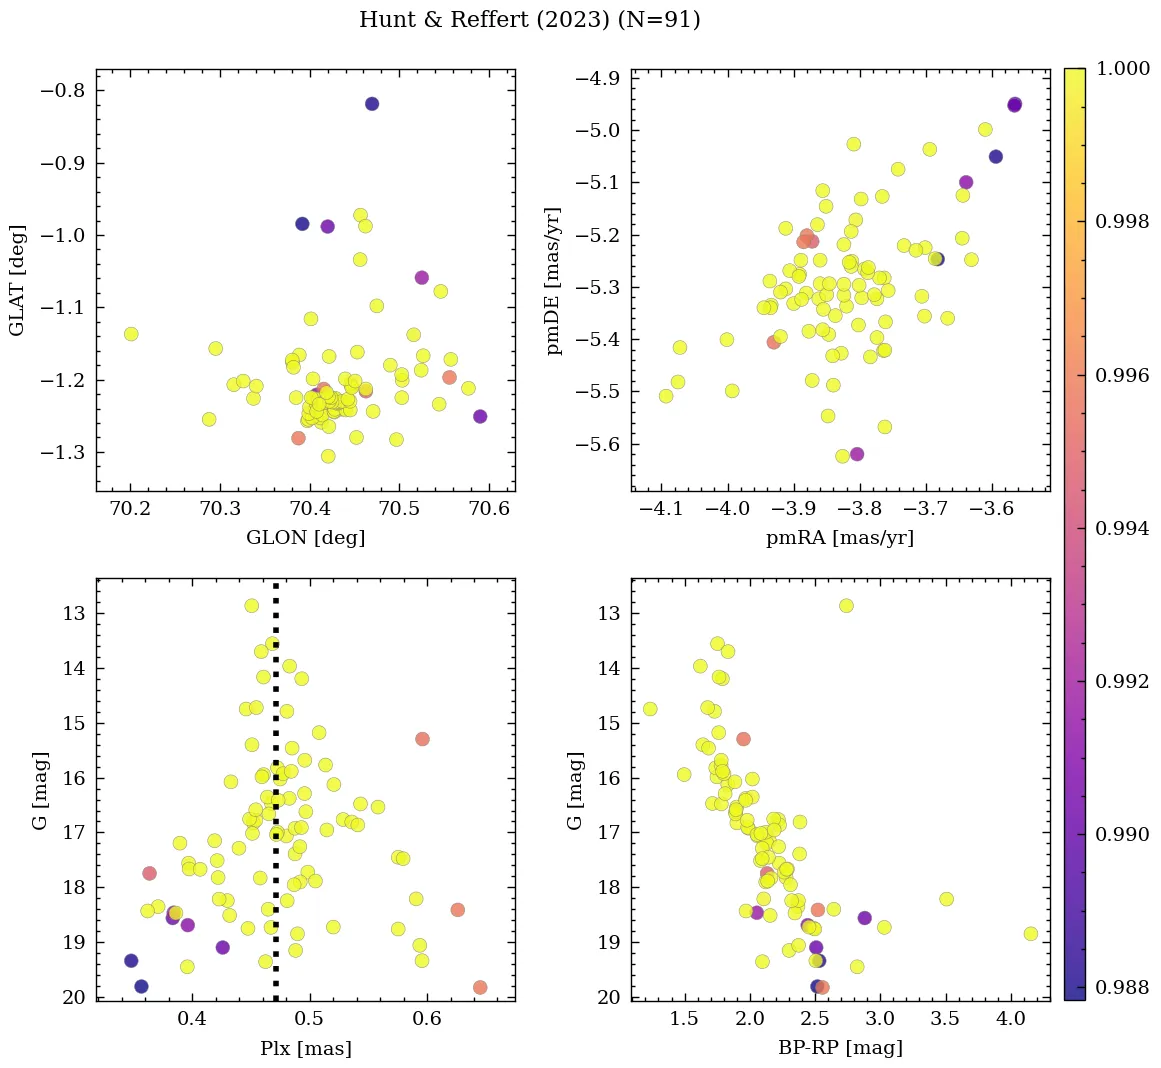 Hunt & Reffert (2023) (N=91)
−0.8
−0.9
−1.0
−1.1
−1.2
−1.3
GLAT [deg]
70.2 70.3 70.4 70.5 70.6
GLON [deg]
−4.9
−5.0
−5.1
−5.2
−5.3
−5.4
−5.5
−5.6
pmDE [mas/yr]
−4.1 −4.0 −3.9 −3.8 −3.7 −3.6
pmRA [mas/yr]
13
14
15
16
17
18
19
20
G [mag]
0.4 0.5 0.6
Plx [mas]
13
14
15
16
17
18
19
20
G [mag]
1.5 2.0 2.5 3.0 3.5 4.0
BP-RP [mag]
1.000
0.998
0.996
0.994
0.992
0.990
0.988